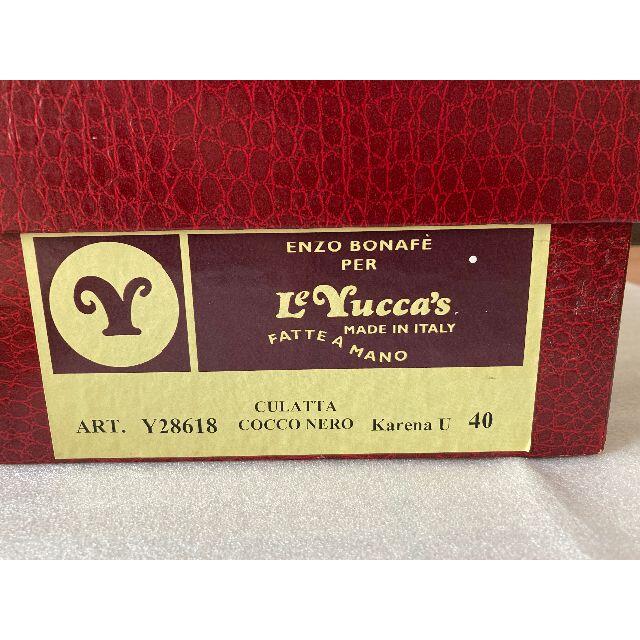 ENZO BONAFÈ
PER
Le Yucca's
MADE IN ITALY
FATTE A MANO
CULATTA
ART. Y28618 COCCO NERO Karena U 40